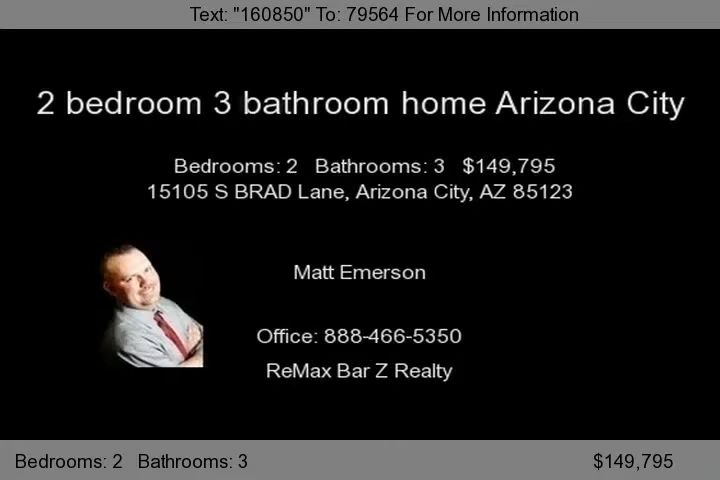 Text: "160850" To: 79564 For More Information
2 bedroom 3 bathroom home Arizona City
Bedrooms: 2 Bathrooms: 3 $149,795
15105 S BRAD Lane, Arizona City, AZ 85123
Matt Emerson
Office: 888-466-5350
ReMax Bar Z Realty
Bedrooms: 2 Bathrooms: 3 $149,795